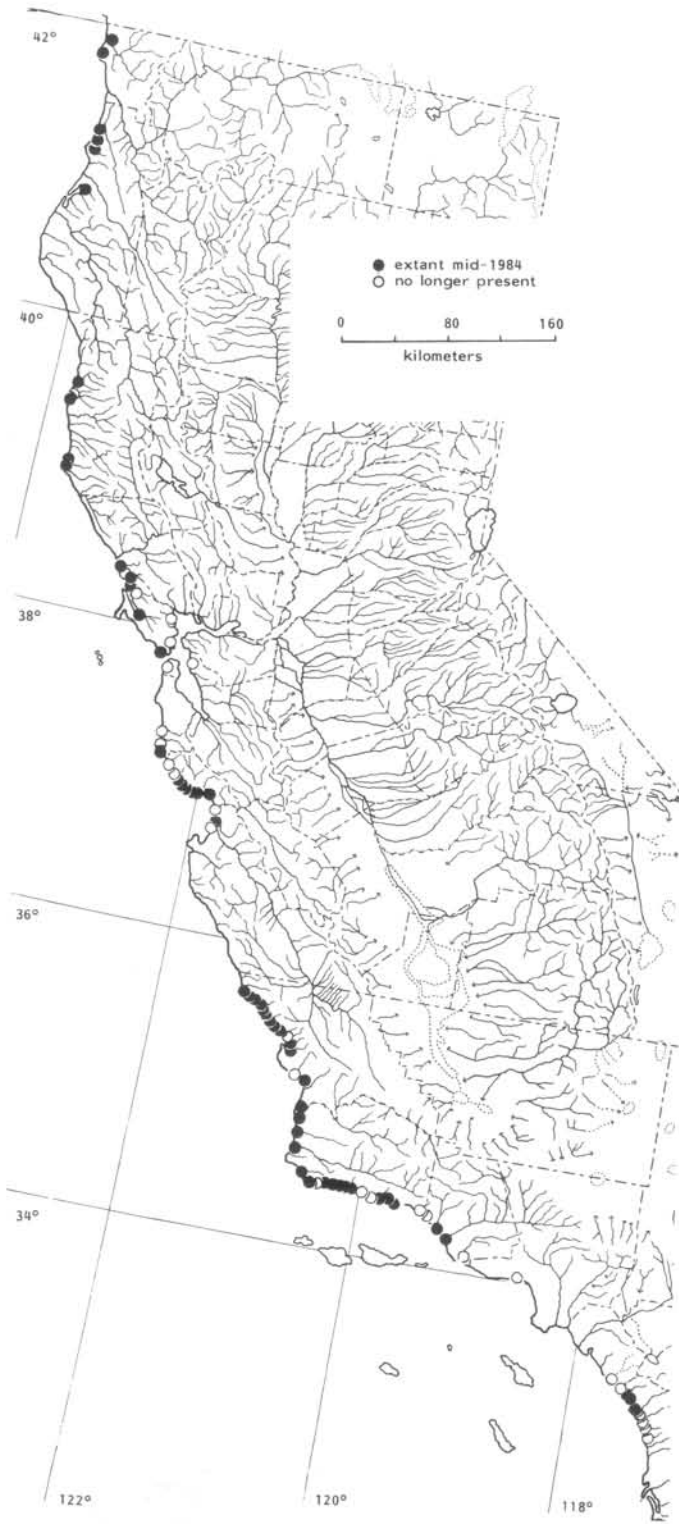 42°
● extant mid-1984
○ no longer present
0 80 160
kilometers
40°
38°
36°
34°
122°
120°
118°